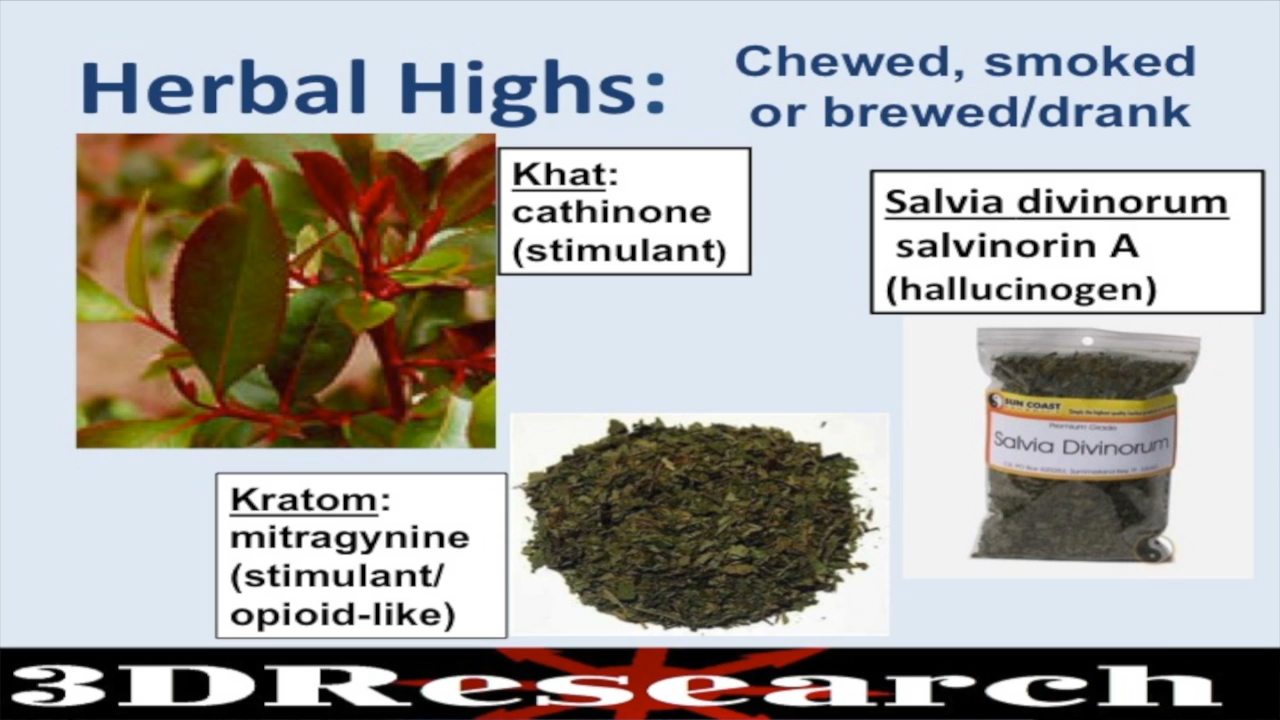 Herbal Highs:
Chewed, smoked
or brewed/drank
Khat:
cathinone
(stimulant)
Salvia divinorum
salvinorin A
(hallucinogen)
SUN COAST
Premium Grade
Salvia Divinorum
Kratom:
mitragynine
(stimulant/
opioid-like)
3DResearch